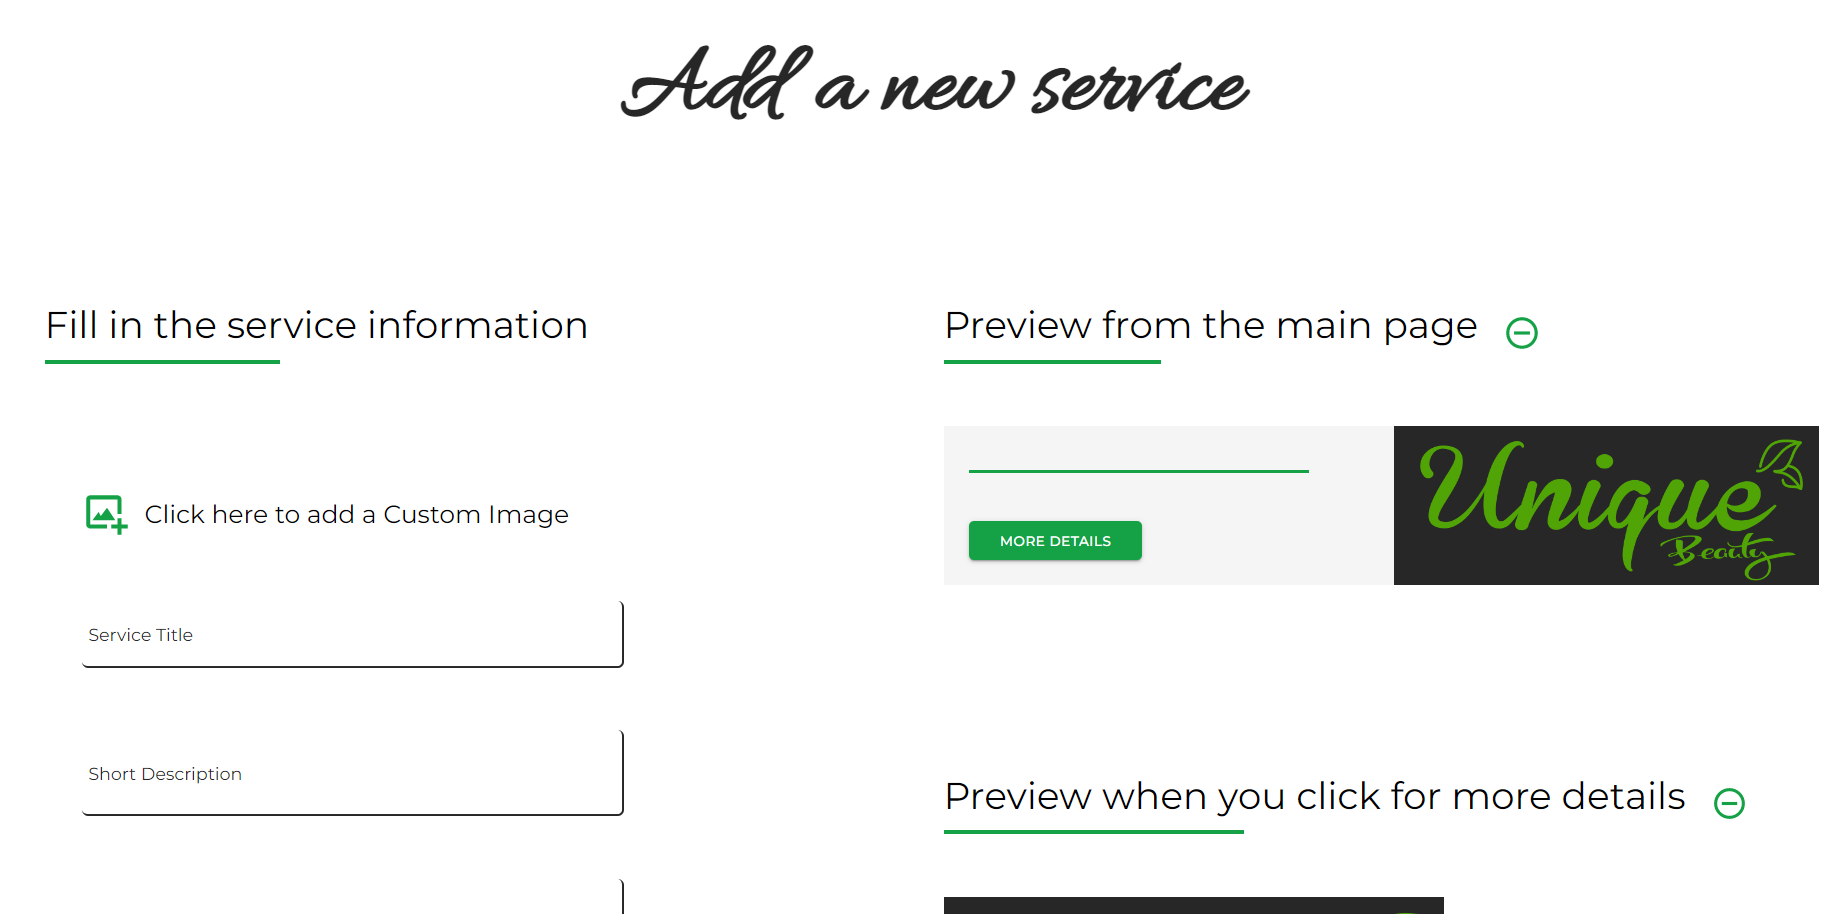 Add a new service
Fill in the service information
Click here to add a Custom Image
Service Title
Short Description
Preview from the main page
MORE DETAILS
Unique
Beauty
Preview when you click for more details